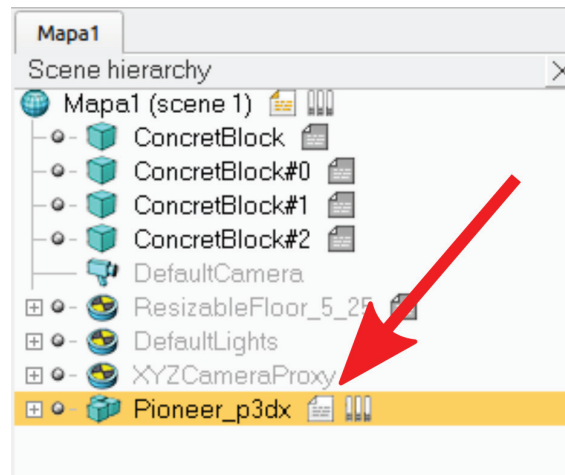 Mapa1
Scene hierarchy
Mapa1 (scene 1)
ConcretBlock
ConcretBlock#0
ConcretBlock#1
ConcretBlock#2
DefaultCamera
ResizableFloor_5_25
DefaultLights
XYZCameraProxy
Pioneer_p3dx